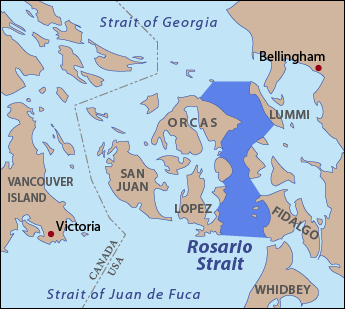 Strait of Georgia
Bellingham
ORCAS
LUMMI
SAN
JUAN
VANCOUVER
ISLAND
LOPEZ
FIDALGO
Victoria
Rosario
Strait
CANADA
USA
Strait of Juan de Fuca
WHIDBEY